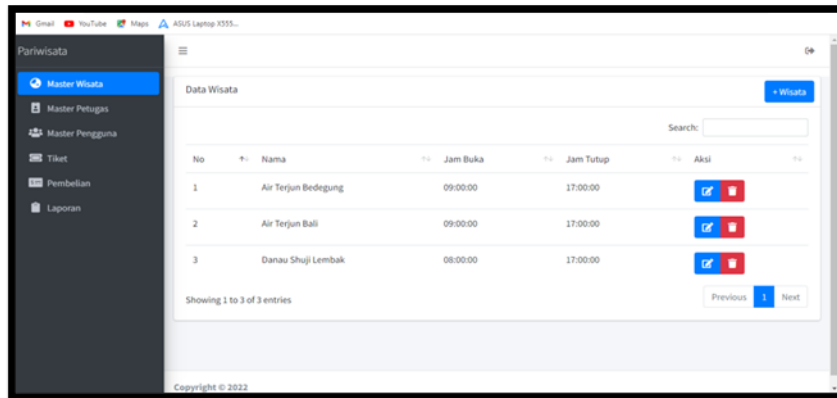 Gmail YouTube Maps ASUS Laptop X555...
Pariwisata
Master Wisata
Master Petugas
Master Pengguna
Tiket
Pembelian
Laporan
Data Wisata
+ Wisata
Search:
No Nama Jam Buka Jam Tutup Aksi
1 Air Terjun Bedegung 09:00:00 17:00:00
2 Air Terjun Bali 09:00:00 17:00:00
3 Danau Shuji Lembak 08:00:00 17:00:00
Showing 1 to 3 of 3 entries
Previous 1 Next
Copyright © 2022